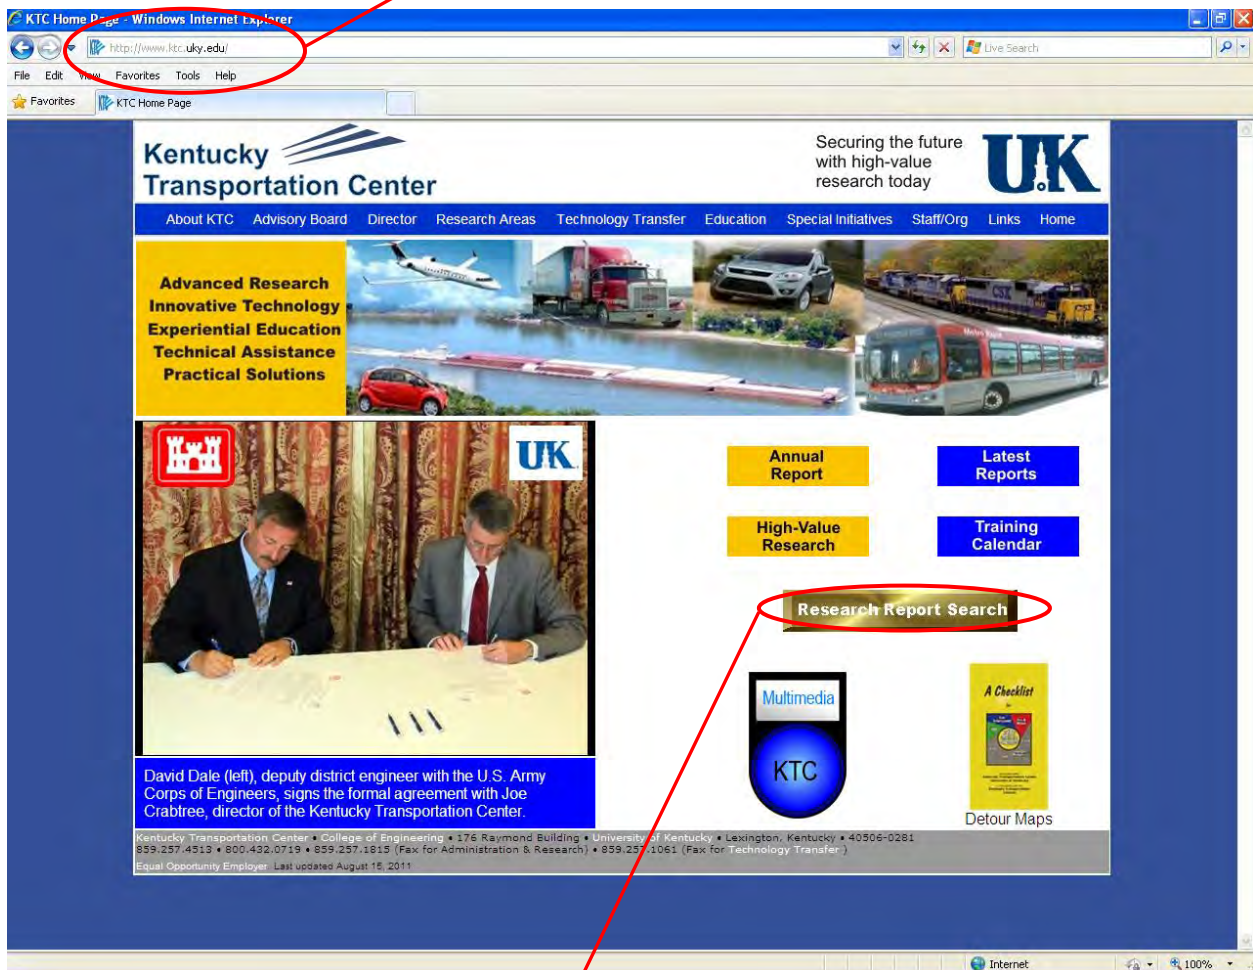 KTC Home Page - Windows Internet Explorer
http://www.ktc.uky.edu/
Live Search
File Edit View Favorites Tools Help
Favorites KTC Home Page
Kentucky
Transportation Center
Securing the future
with high-value
research today
UK
About KTC Advisory Board Director Research Areas Technology Transfer Education Special Initiatives Staff/Org Links Home
Advanced Research
Innovative Technology
Experiential Education
Technical Assistance
Practical Solutions
CSX
UK
Annual
Report
Latest
Reports
High-Value
Research
Training
Calendar
Research Report Search
Multimedia
KTC
A Checklist
Detour Maps
David Dale (left), deputy district engineer with the U.S. Army
Corps of Engineers, signs the formal agreement with Joe
Crabtree, director of the Kentucky Transportation Center.
Kentucky Transportation Center • College of Engineering • 176 Raymond Building • University of Kentucky • Lexington, Kentucky • 40506-0281
859.257.4513 • 800.432.0719 • 859.257.1815 (Fax for Administration & Research) • 859.257.1061 (Fax for Technology Transfer )
Equal Opportunity Employer Last updated August 15, 2011
Internet 100%